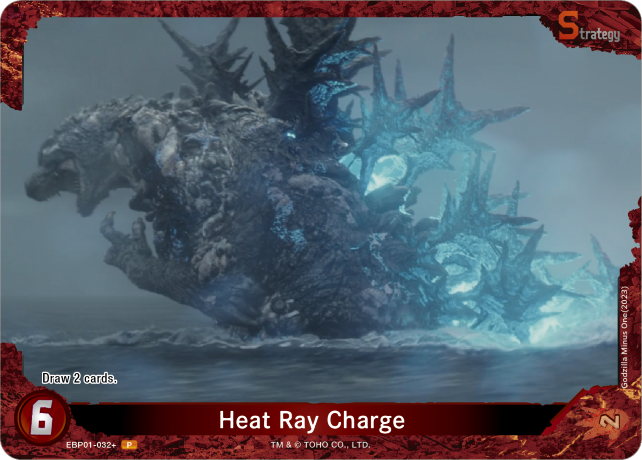 Strategy
Godzilla Minus One(2023)
Draw 2 cards.
6
Heat Ray Charge
2
EBP01-032+ P
TM & © TOHO CO., LTD.